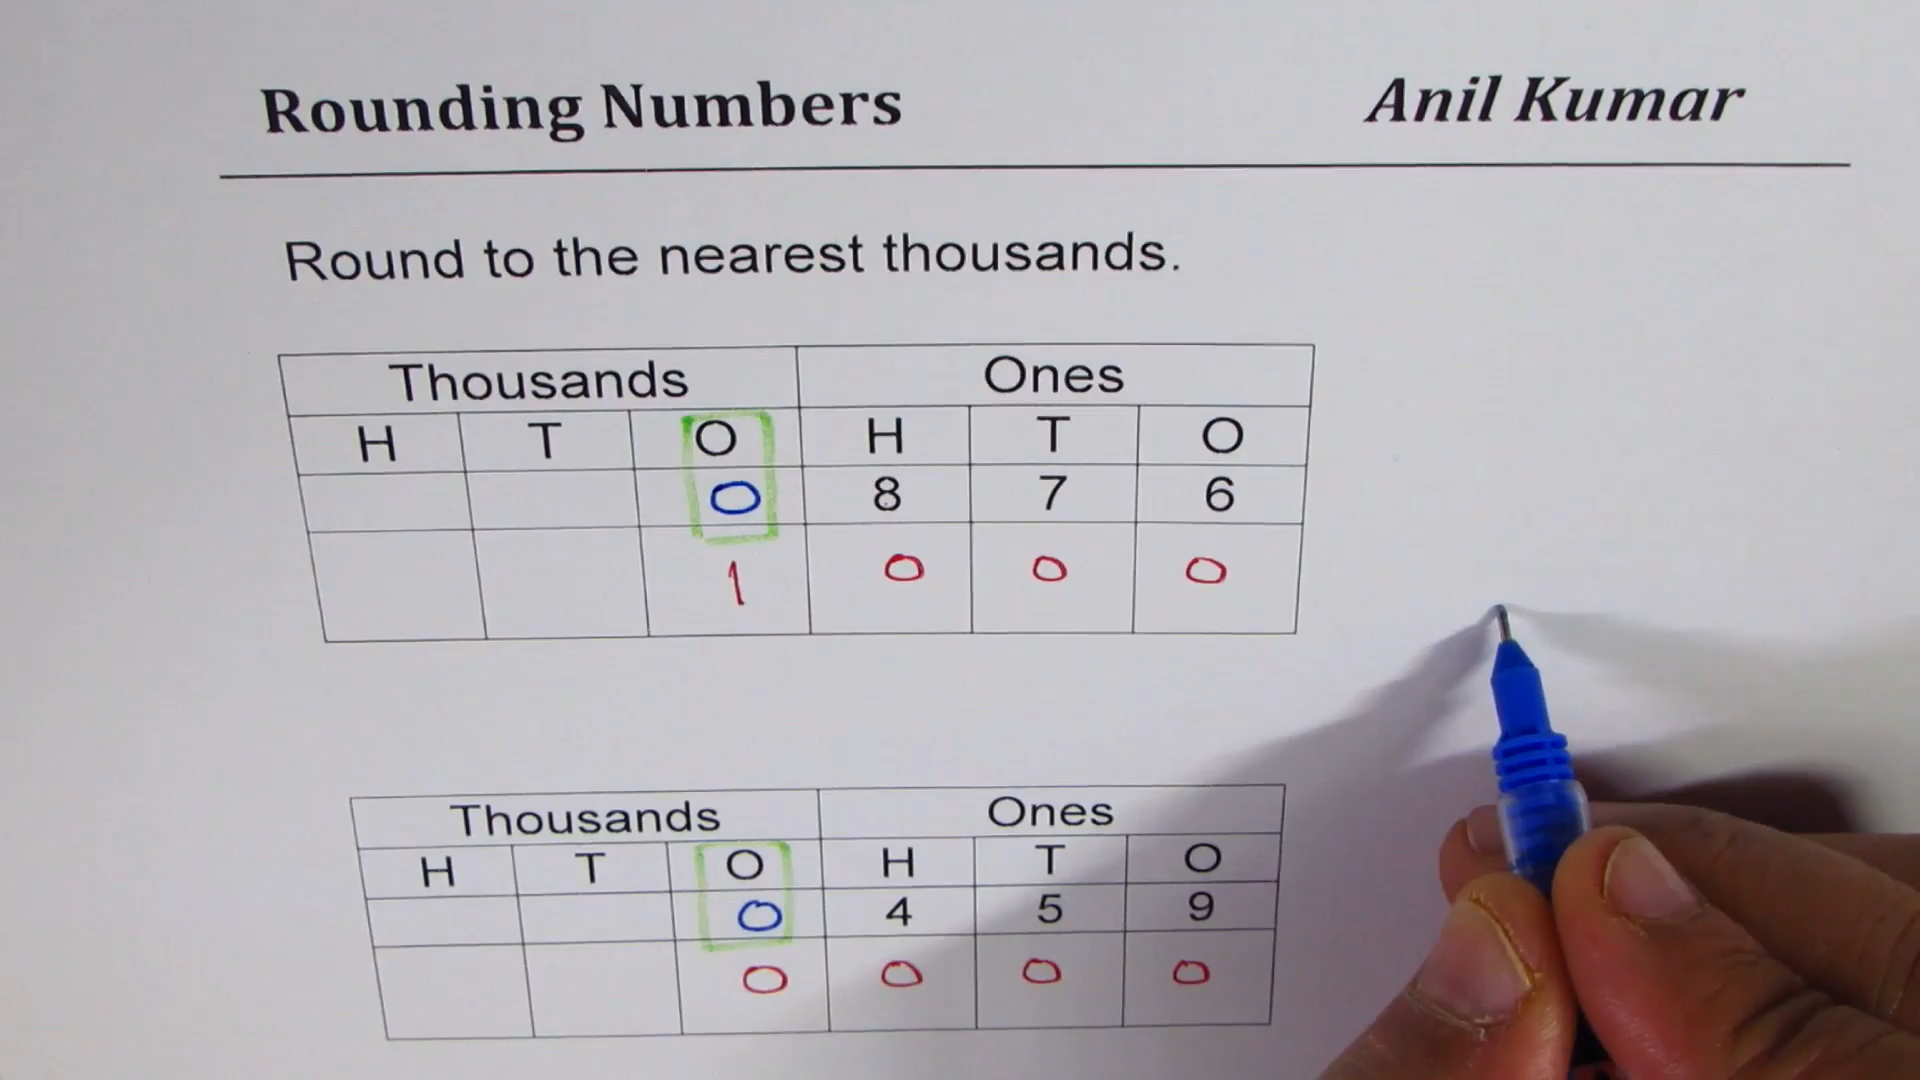 Rounding Numbers Anil Kumar
Round to the nearest thousands.
Thousands Ones
H T O H T O
0 8 7 6
1 0 0 0
Thousands Ones
H T O H T O
0 4 5 9
0 0 0 0